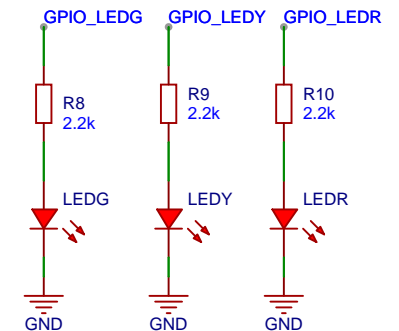 GPIO_LEDG GPIO_LEDY GPIO_LEDR
R8 R9 R10
2.2k 2.2k 2.2k
LEDG LEDY LEDR
GND GND GND